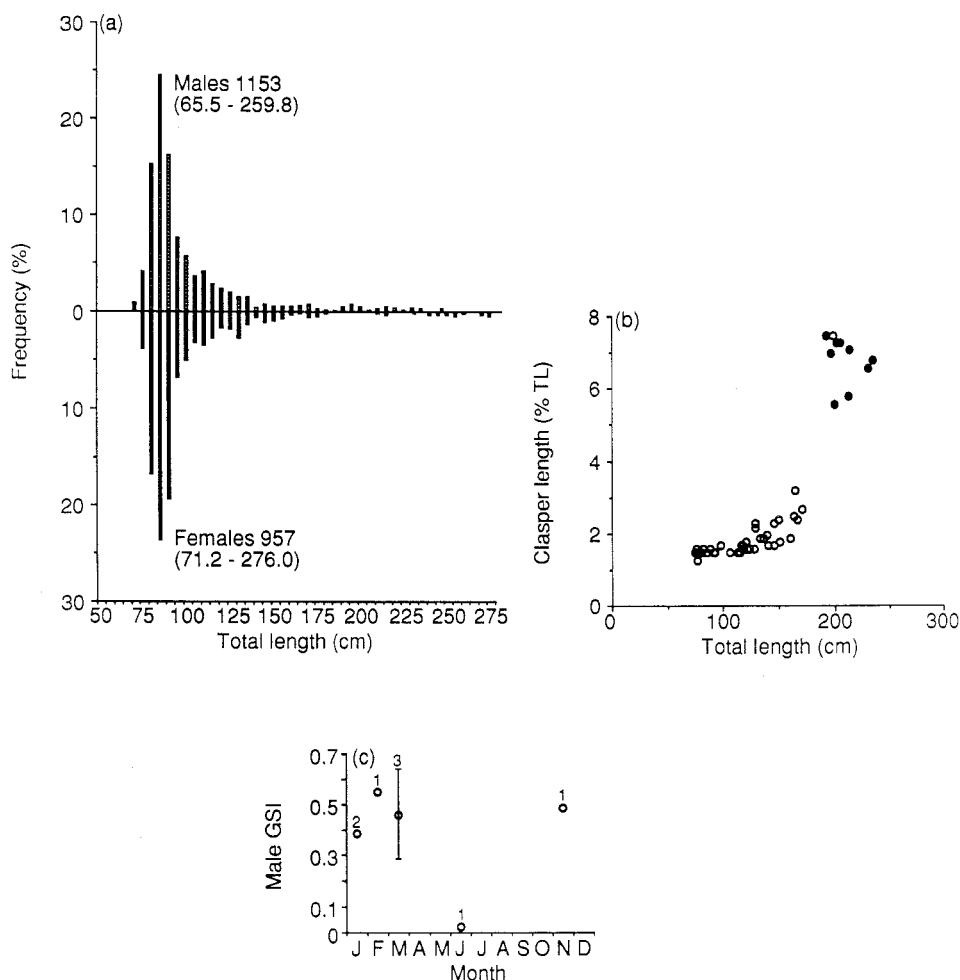 (a)
30
20
10
0
10
20
30
Frequency (%)
Males 1153
(65.5 - 259.8)
Females 957
(71.2 - 276.0)
50 75 100 125 150 175 200 225 250 275
Total length (cm)
(b)
8
6
4
2
0
Clasper length (% TL)
0 100 200 300
Total length (cm)
(c)
0.7
0.5
0.3
0.1
0
Male GSI
2
1
3
1
1
J F M A M J J A S O N D
Month